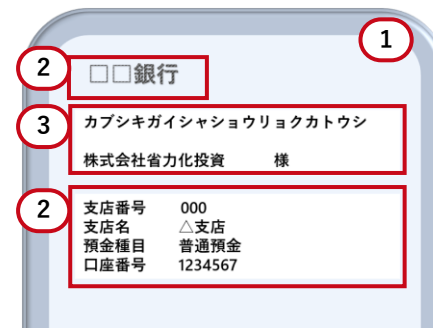 1
2
□□銀行
3
カブシキガイシャショウリョクカトウシ
株式会社省力化投資 様
2
支店番号 000
支店名 △支店
預金種目 普通預金
口座番号 1234567